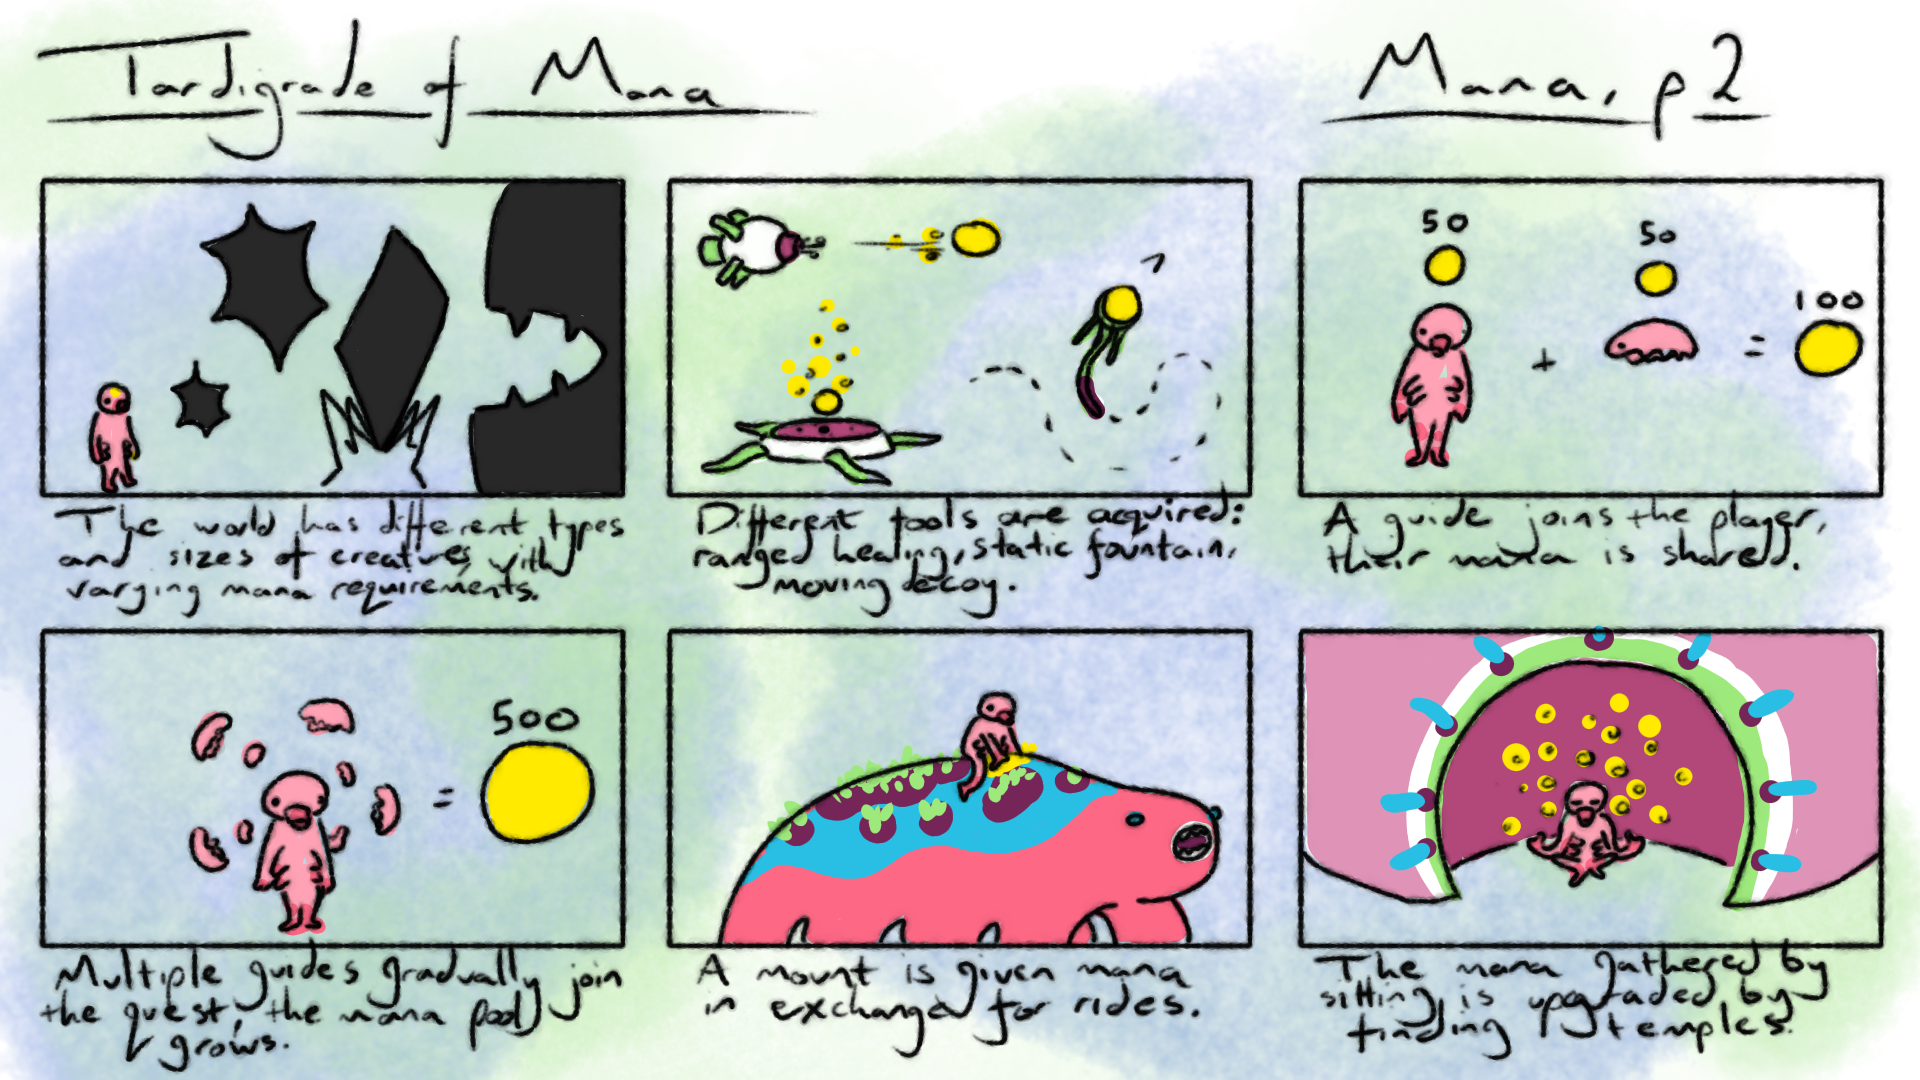 Tardigrade of Mana
Mana, p2
50
50
100
+
=
The world has different types
and sizes of creatures, with
varying mana requirements.
Different tools are acquired:
ranged healing, static fountain,
moving decoy.
A guide joins the player,
their mana is shared.
500
=
Multiple guides gradually join
the quest, the mana pool
grows.
A mount is given mana
in exchange for rides.
The mana gathered by
sitting, is upgraded by
finding temples.